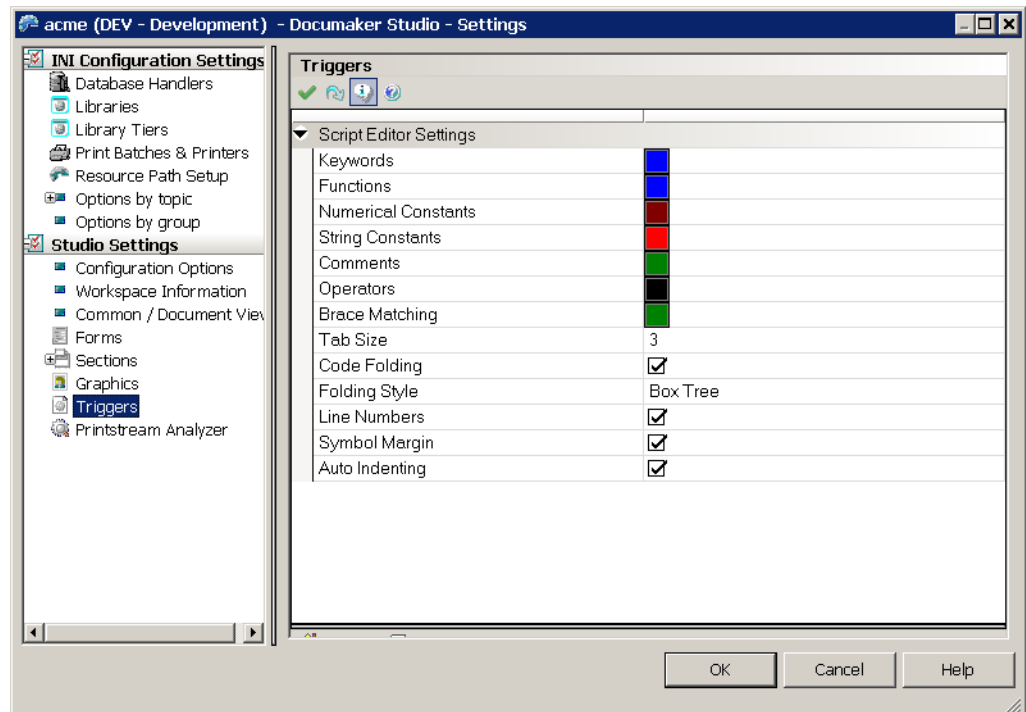 acme (DEV - Development)  - Documaker Studio - Settings
INI Configuration Settings
Database Handlers
Libraries
Library Tiers
Print Batches & Printers
Resource Path Setup
Options by topic
Options by group
Studio Settings
Configuration Options
Workspace Information
Common / Document Viev
Forms
Sections
Graphics
Triggers
Printstream Analyzer
Triggers
Script Editor Settings
Keywords
Functions
Numerical Constants
String Constants
Comments
Operators
Brace Matching
Tab Size 3
Code Folding
Folding Style Box Tree
Line Numbers
Symbol Margin
Auto Indenting
OK Cancel Help